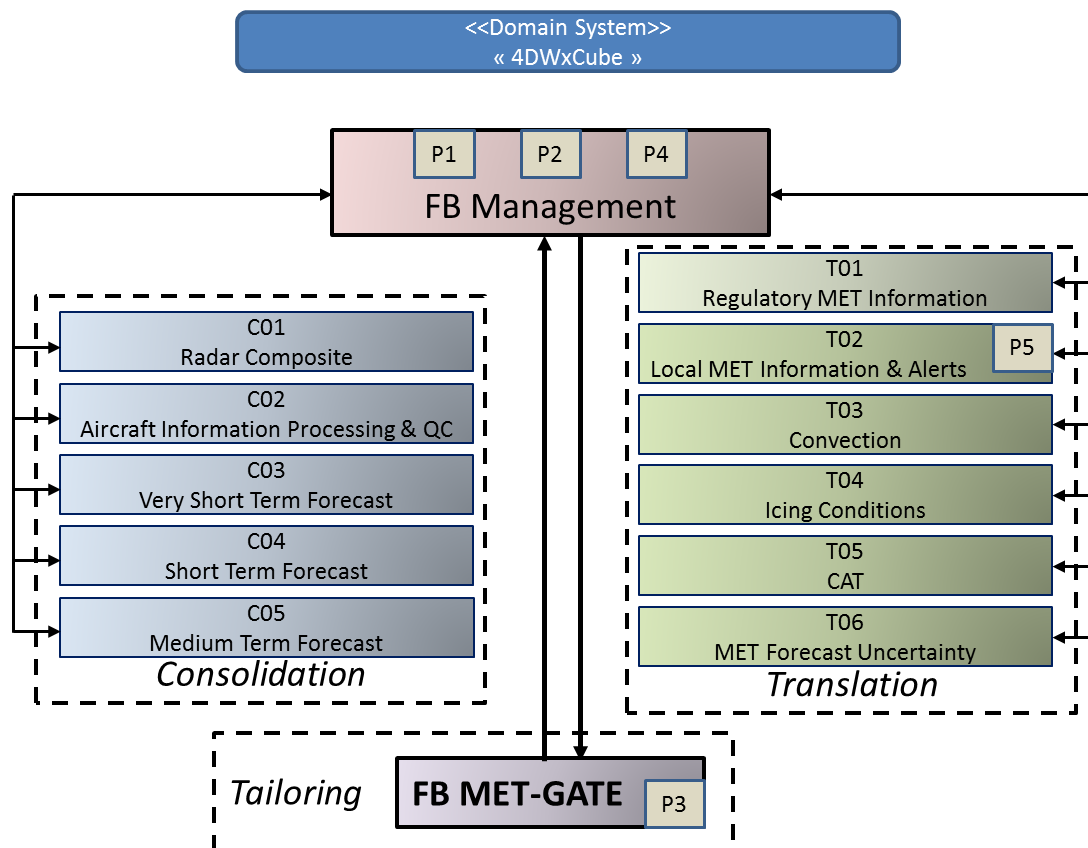 <<Domain System>>
« 4DWxCube »
P1
P2
P4
FB Management
C01
Radar Composite
C02
Aircraft Information Processing & QC
C03
Very Short Term Forecast
C04
Short Term Forecast
C05
Medium Term Forecast
Consolidation
T01
Regulatory MET Information
T02
Local MET Information & Alerts
P5
T03
Convection
T04
Icing Conditions
T05
CAT
T06
MET Forecast Uncertainty
Translation
Tailoring
FB MET-GATE
P3